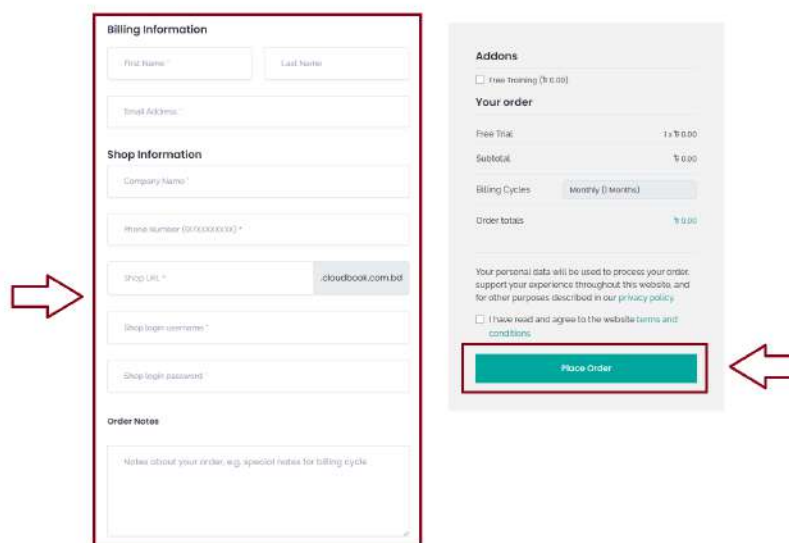 Billing Information
First Name *
Last Name
Email Address *
Shop Information
Company Name *
Phone Number (01XXXXXXXXX) *
Shop URL *
.cloudbook.com.bd
Shop login username *
Shop login password
Order Notes
Notes about your order, e.g. special notes for billing cycle
Addons
Free Training (৳ 0.00)
Your order
Free Trial 1 x ৳ 0.00
Subtotal ৳ 0.00
Billing Cycles Monthly (1 Months)
Order totals ৳ 0.00
Your personal data will be used to process your order,
support your experience throughout this website, and
for other purposes described in our privacy policy.
I have read and agree to the website terms and
conditions
Place Order